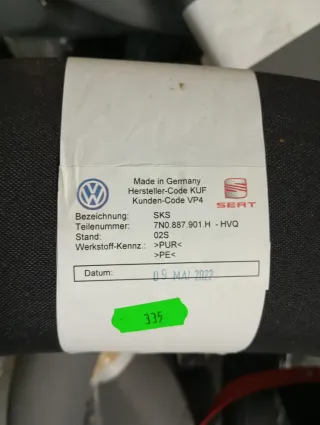 Made in Germany
Hersteller-Code KUF
Kunden-Code VP4
SEAT
Bezeichnung: SKS
Teilenummer: 7N0.887.901.H - HVQ
Stand: 02S
Werkstoff-Kennz.: >PUR<
>PE<
Datum: 09 MAI 2022
335